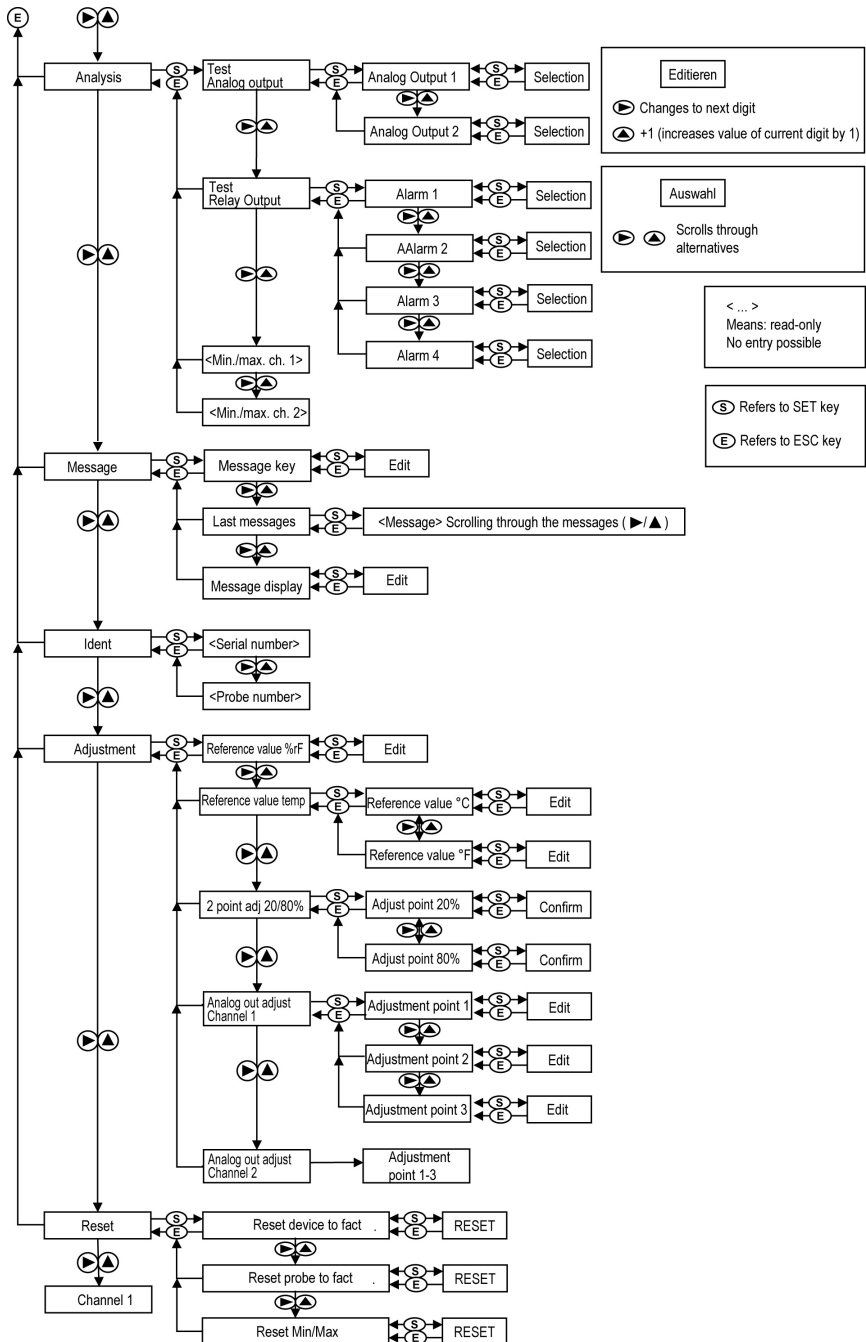 E
Analysis
S
E
Test
Analog output
S
E
Analog Output 1
S
E
Selection
Analog Output 2
S
E
Selection
Test
Relay Output
S
E
Alarm 1
S
E
Selection
AAlarm 2
S
E
Selection
Alarm 3
S
E
Selection
Alarm 4
S
E
Selection
<Min./max. ch. 1>
<Min./max. ch. 2>
Editieren
Changes to next digit
+1 (increases value of current digit by 1)
Auswahl
Scrolls through
alternatives
< ... >
Means: read-only
No entry possible
S Refers to SET key
E Refers to ESC key
Message
S
E
Message key
S
E
Edit
Last messages
S
E
<Message> Scrolling through the messages ( ▶/▲ )
Message display
S
E
Edit
Ident
S
E
<Serial number>
<Probe number>
Adjustment
S
E
Reference value %rF
S
E
Edit
Reference value temp
S
E
Reference value °C
S
E
Edit
Reference value °F
S
E
Edit
2 point adj 20/80%
S
E
Adjust point 20%
S
E
Confirm
Adjust point 80%
S
E
Confirm
Analog out adjust
Channel 1
S
E
Adjustment point 1
S
E
Edit
Adjustment point 2
S
E
Edit
Adjustment point 3
S
E
Edit
Analog out adjust
Channel 2
Adjustment
point 1-3
Reset
S
E
Reset device to fact .
S
E
RESET
Reset probe to fact .
S
E
RESET
Reset Min/Max
S
E
RESET
Channel 1